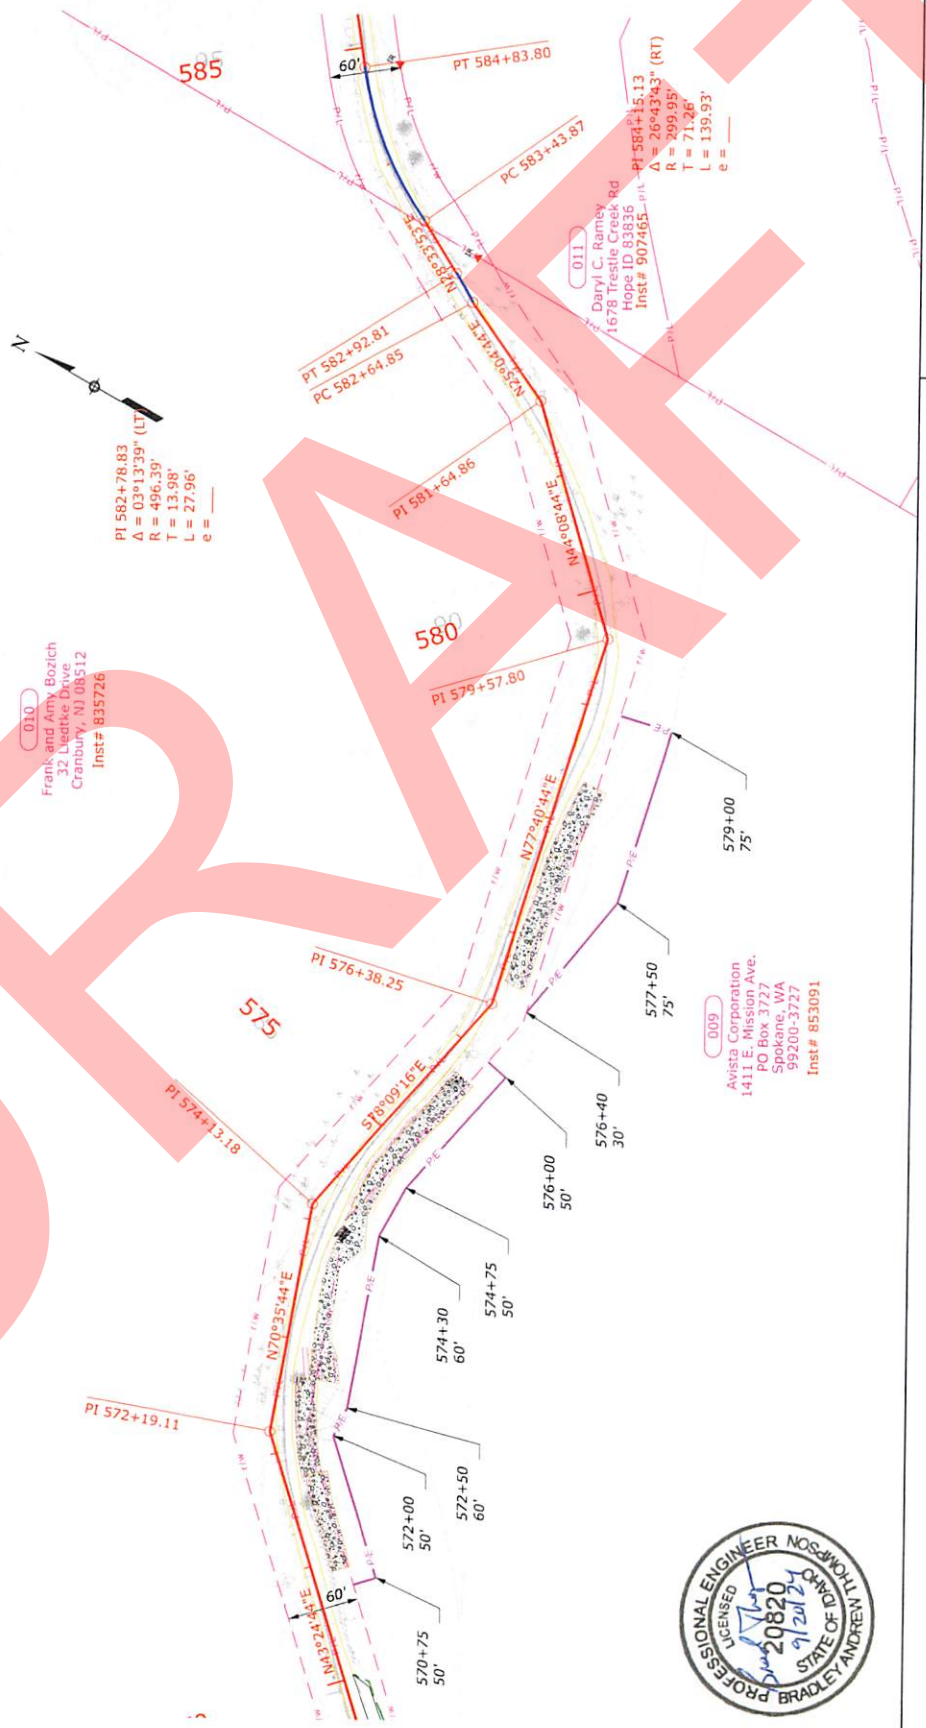 DRAFT
585
60'
PT 584+83.80
PC 583+43.87
PI 584+15.13
Δ = 26°43'43" (RT)
R = 299.95'
T = 71.26'
L = 139.93'
e = ____
011
Daryl C. Ramey
1678 Trestle Creek Rd
Hope ID 83836
Inst# 907465
N28°33'53"E
N
PT 582+92.81
PC 582+64.85
N25°04'44"E
PI 582+78.83
Δ = 03°13'39" (LT)
R = 496.39'
T = 13.98'
L = 27.96'
e = ____
PI 581+64.86
N44°08'44"E
580
PI 579+57.80
010
Frank and Amy Bozich
32 Liedtke Drive
Cranbury, NJ 08512
Inst# 835726
N77°40'44"E
579+00
75'
577+50
75'
PI 576+38.25
575
009
Avista Corporation
1411 E. Mission Ave.
PO Box 3727
Spokane, WA
99200-3727
Inst# 853091
S78°09'16"E
PI 574+13.18
576+40
30'
576+00
50'
574+75
50'
574+30
60'
N70°35'44"E
PI 572+19.11
572+50
60'
572+00
50'
N43°24'44"E
60'
570+75
50'
P/L
R/W
P.E
PROFESSIONAL ENGINEER
LICENSED
20820
9/20/24
STATE OF IDAHO
BRADLEY ANDREW THOMPSON